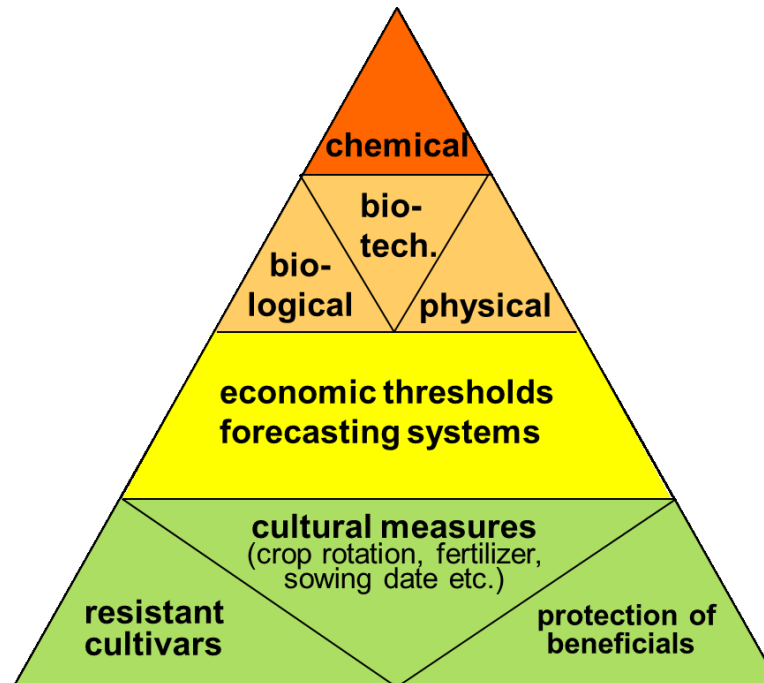 chemical
bio-
tech.
bio-
logical
physical
economic thresholds
forecasting systems
cultural measures
(crop rotation, fertilizer,
sowing date etc.)
resistant
cultivars
protection of
beneficials